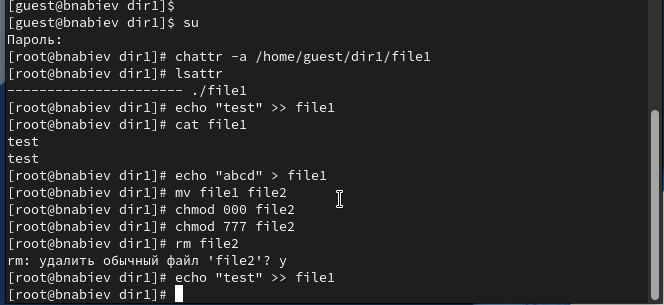 [guest@bnabiev dir1]$
[guest@bnabiev dir1]$ su
Пароль:
[root@bnabiev dir1]# chattr -a /home/guest/dir1/file1
[root@bnabiev dir1]# lsattr
---------------------- ./file1
[root@bnabiev dir1]# echo "test" >> file1
[root@bnabiev dir1]# cat file1
test
test
[root@bnabiev dir1]# echo "abcd" > file1
[root@bnabiev dir1]# mv file1 file2
[root@bnabiev dir1]# chmod 000 file2
[root@bnabiev dir1]# chmod 777 file2
[root@bnabiev dir1]# rm file2
rm: удалить обычный файл 'file2'? y
[root@bnabiev dir1]# echo "test" >> file1
[root@bnabiev dir1]#